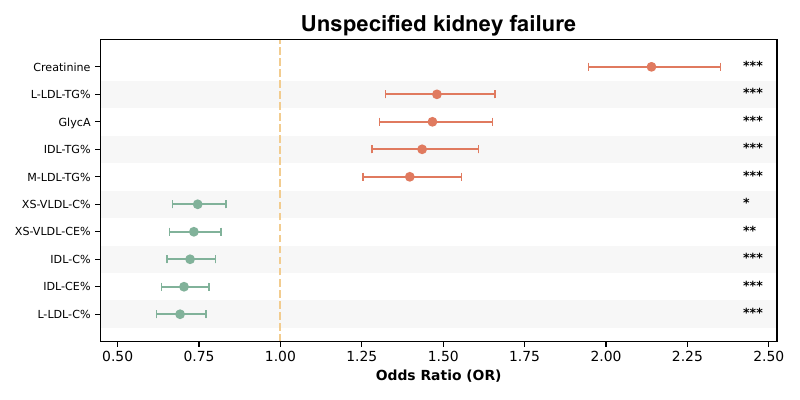 Unspecified kidney failure
Creatinine ***
L-LDL-TG% ***
GlycA ***
IDL-TG% ***
M-LDL-TG% ***
XS-VLDL-C% *
XS-VLDL-CE% **
IDL-C% ***
IDL-CE% ***
L-LDL-C% ***
0.50 0.75 1.00 1.25 1.50 1.75 2.00 2.25 2.50
Odds Ratio (OR)